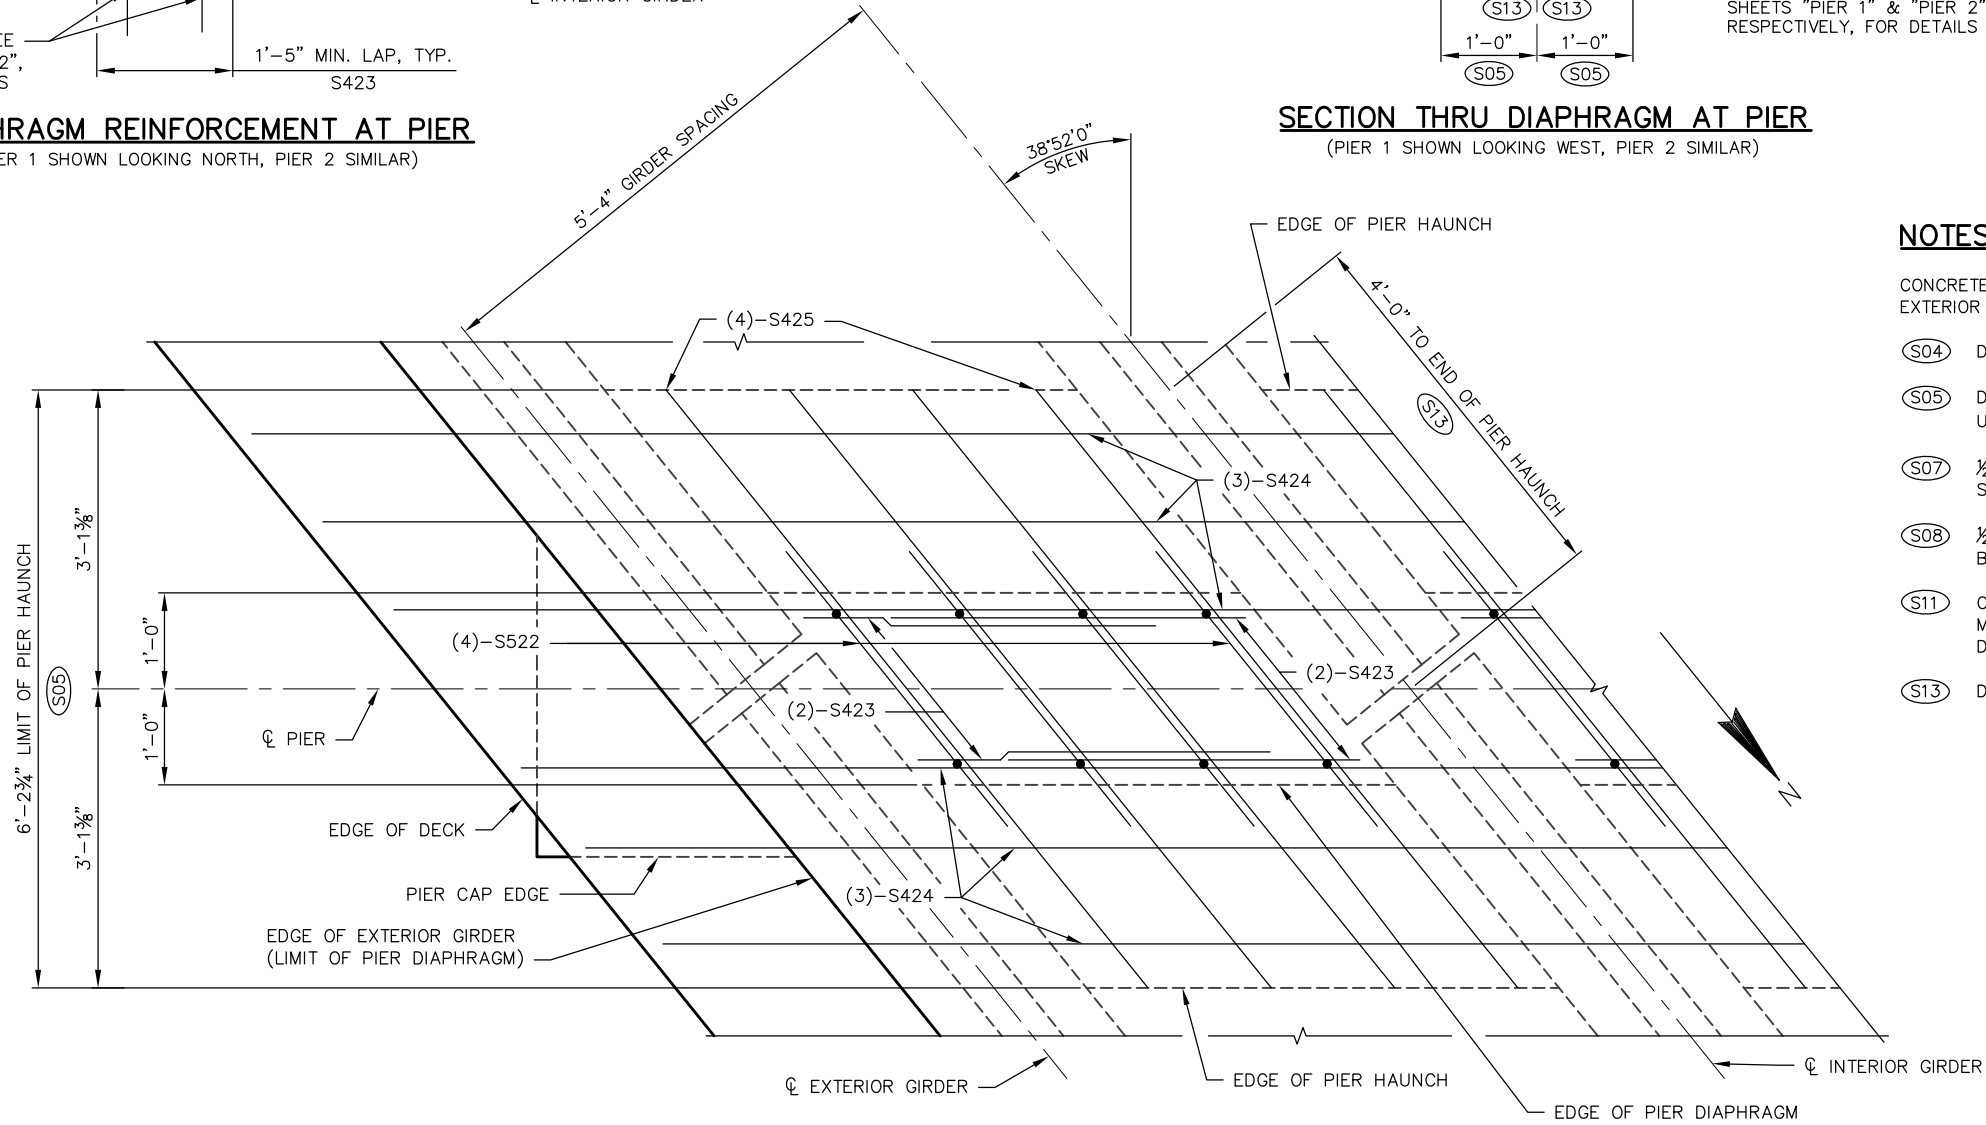 ℄ INTERIOR GIRDER
1'-5" MIN. LAP, TYP.
S423
HRAGM REINFORCEMENT AT PIER
ER 1 SHOWN LOOKING NORTH, PIER 2 SIMILAR)
S13 S13
1'-0" 1'-0"
S05 S05
SECTION THRU DIAPHRAGM AT PIER
(PIER 1 SHOWN LOOKING WEST, PIER 2 SIMILAR)
SHEETS "PIER 1" & "PIER 2"
RESPECTIVELY, FOR DETAILS
5'-4" GIRDER SPACING
38°52'0"
SKEW
EDGE OF PIER HAUNCH
4'-0" TO END OF PIER HAUNCH
S13
(4)-S425
(3)-S424
(4)-S522
(2)-S423
(2)-S423
6'-2¾" LIMIT OF PIER HAUNCH
S05
3'-1⅜"
3'-1⅜"
1'-0"
1'-0"
℄ PIER
EDGE OF DECK
PIER CAP EDGE
(3)-S424
EDGE OF EXTERIOR GIRDER
(LIMIT OF PIER DIAPHRAGM)
℄ EXTERIOR GIRDER
EDGE OF PIER HAUNCH
EDGE OF PIER DIAPHRAGM
℄ INTERIOR GIRDER
N
NOTES
CONCRETE
EXTERIOR
S04 D
S05 D
U
S07 ½
S
S08 ½
B
S11
M
D
S13 D